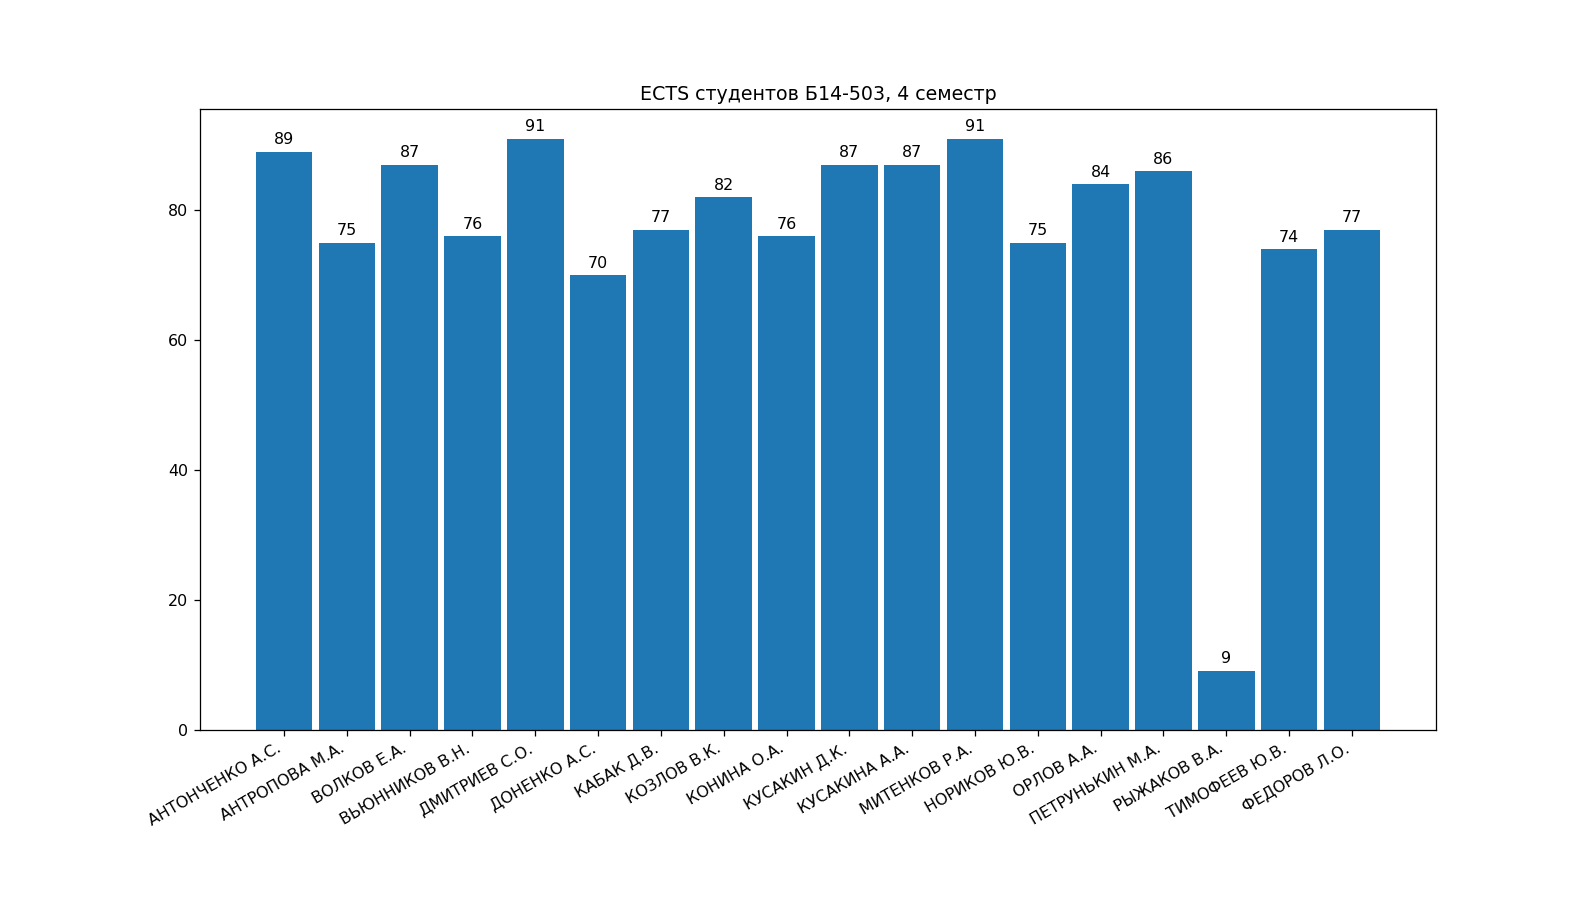 ECTS студентов Б14-503, 4 семестр
89
75
87
76
91
70
77
82
76
87
87
91
75
84
86
9
74
77
80
60
40
20
0
АНТОНЧЕНКО А.С.
АНТРОПОВА М.А.
ВОЛКОВ Е.А.
ВЬЮННИКОВ В.Н.
ДМИТРИЕВ С.О.
ДОНЕНКО А.С.
КАБАК Д.В.
КОЗЛОВ В.К.
КОНИНА О.А.
КУСАКИН Д.К.
КУСАКИНА А.А.
МИТЕНКОВ Р.А.
НОРИКОВ Ю.В.
ОРЛОВ А.А.
ПЕТРУНЬКИН М.А.
РЫЖАКОВ В.А.
ТИМОФЕЕВ Ю.В.
ФЕДОРОВ Л.О.